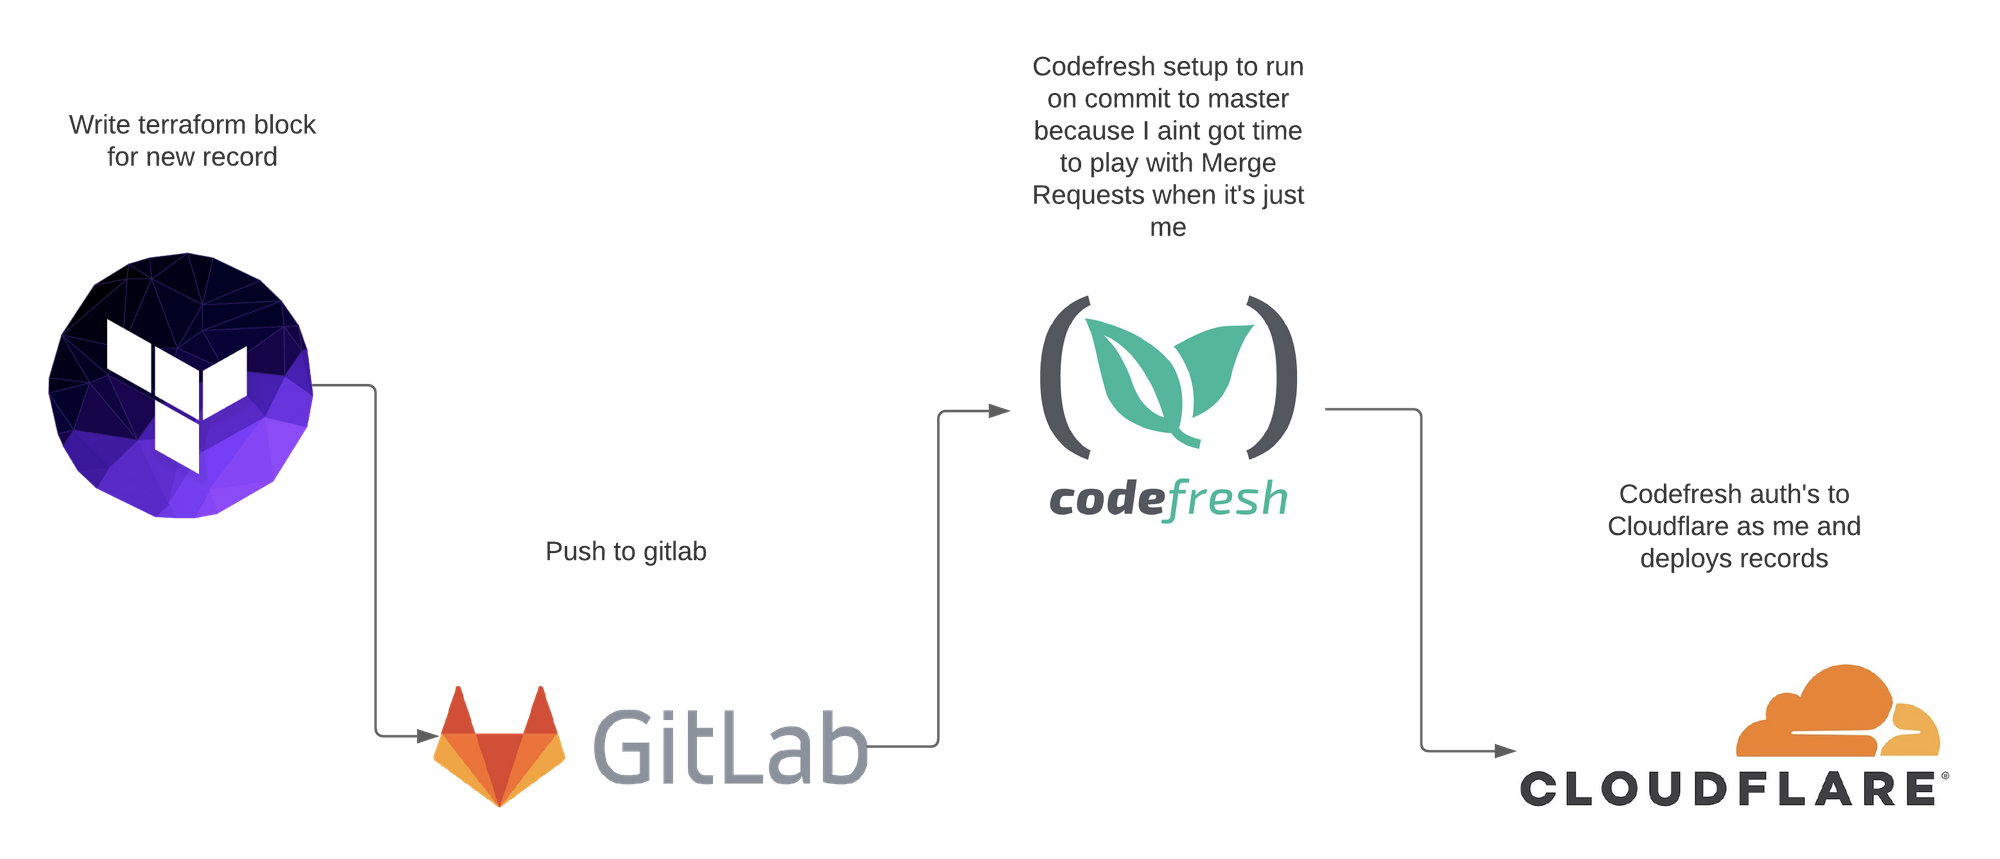 Write terraform block
for new record
Push to gitlab
GitLab
Codefresh setup to run
on commit to master
because I aint got time
to play with Merge
Requests when it's just
me
codefresh
Codefresh auth's to
Cloudflare as me and
deploys records
CLOUDFLARE®